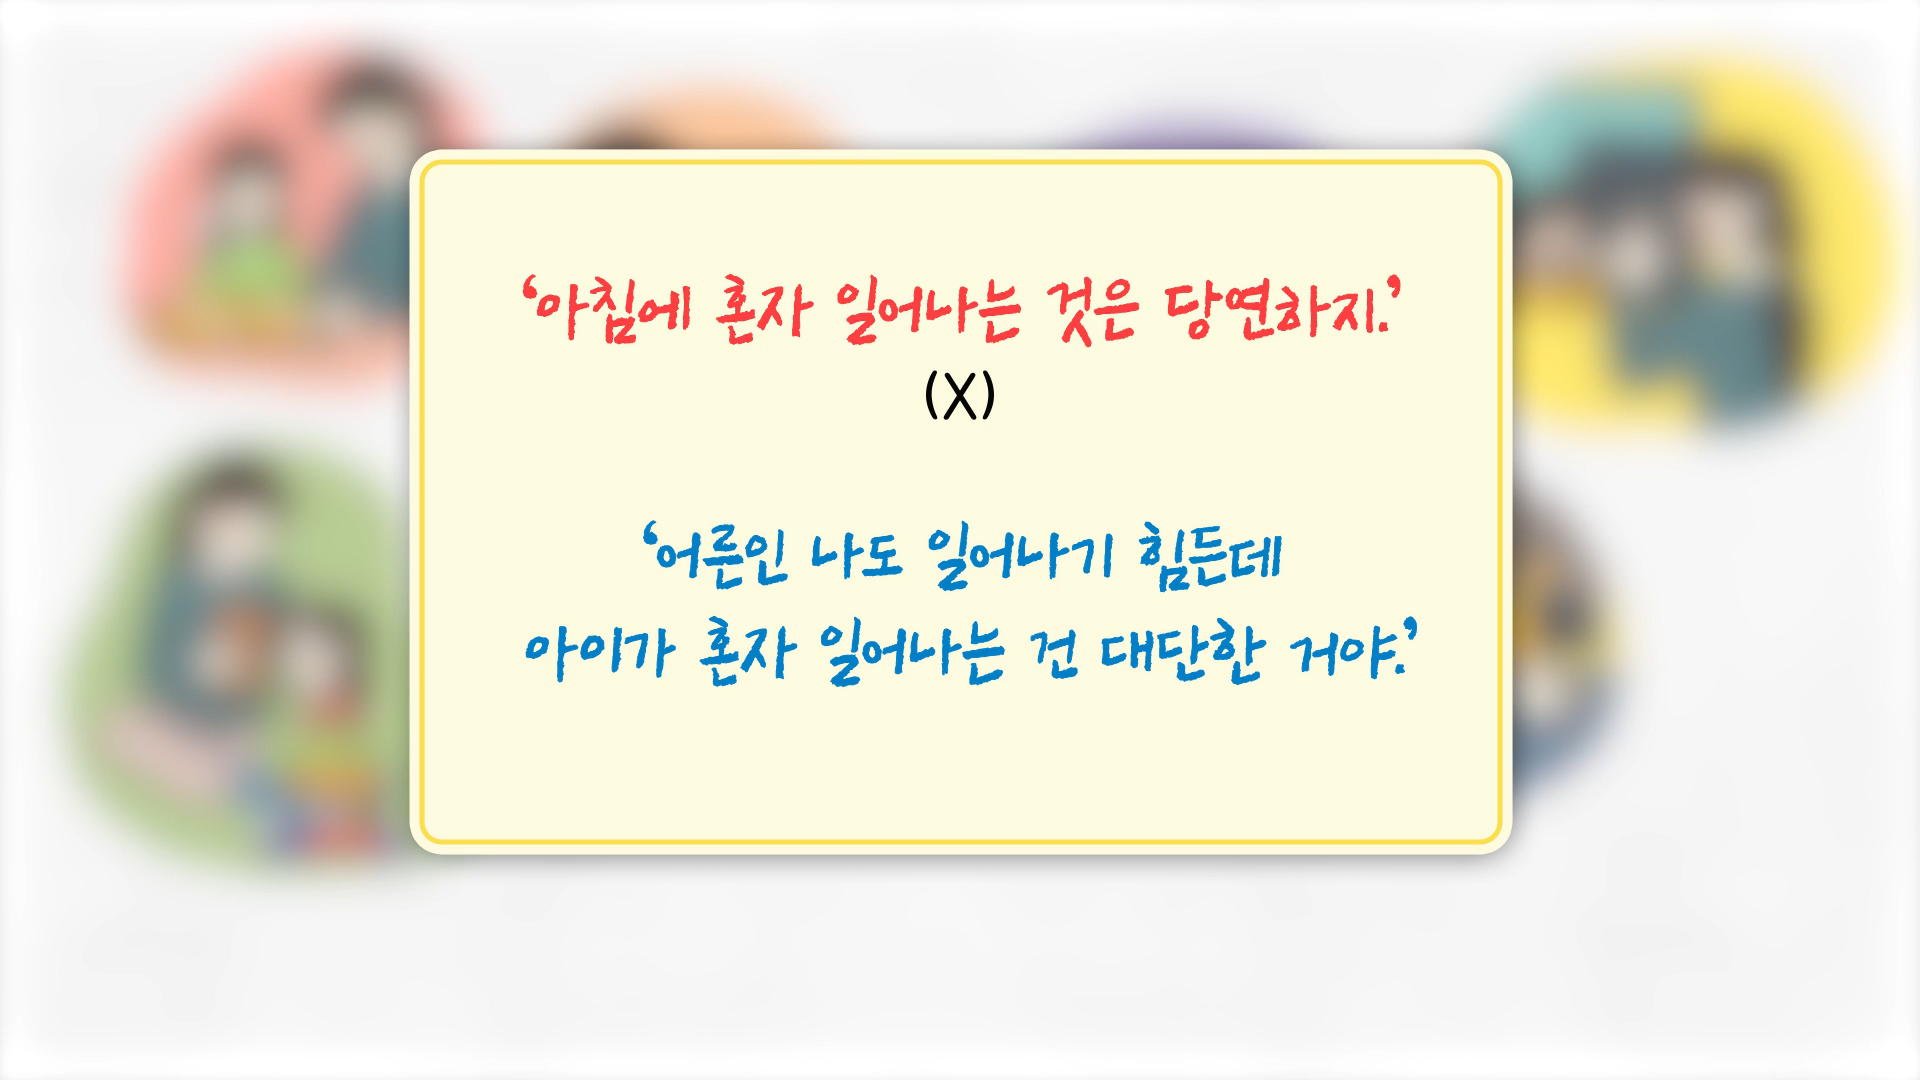 ‘아침에 혼자 일어나는 것은 당연하지.’
(X)
‘어른인 나도 일어나기 힘든데
아이가 혼자 일어나는 건 대단한 거야.’